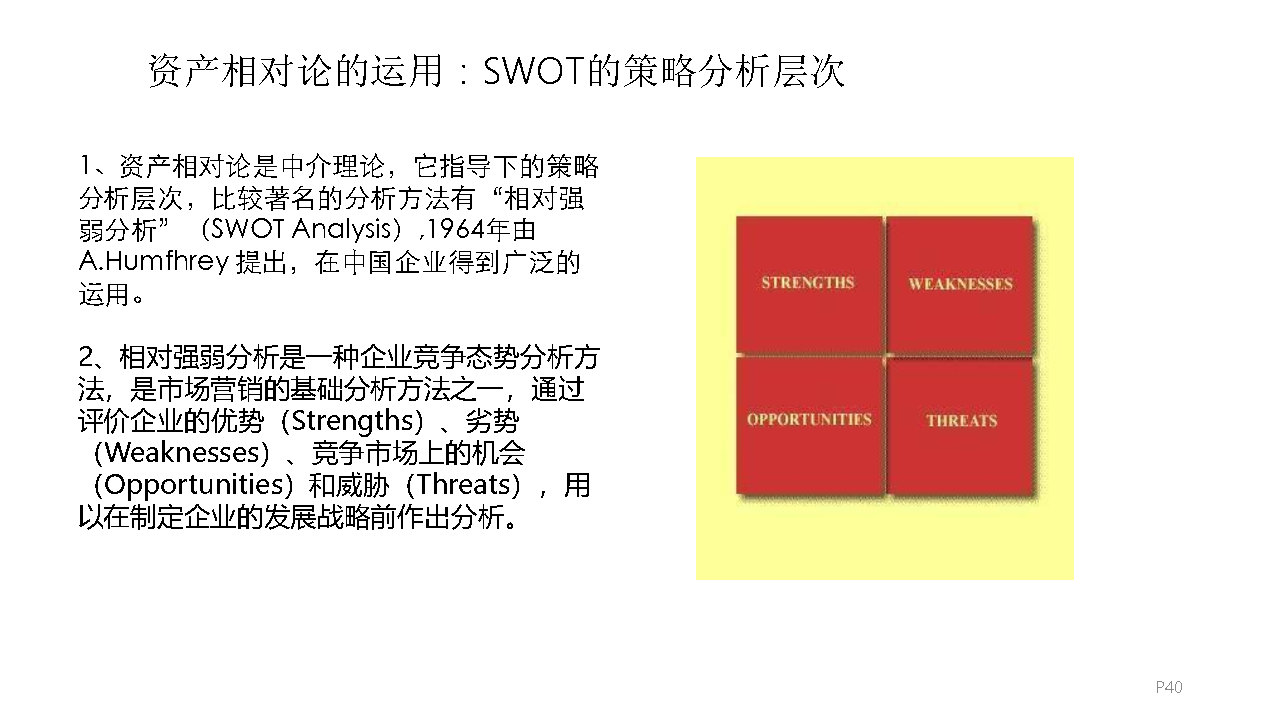 资产相对论的运用：SWOT的策略分析层次
1、资产相对论是中介理论，它指导下的策略
分析层次，比较著名的分析方法有“相对强
弱分析”（SWOT Analysis）,1964年由
A.Humfhrey 提出，在中国企业得到广泛的
运用。
2、相对强弱分析是一种企业竞争态势分析方
法，是市场营销的基础分析方法之一，通过
评价企业的优势（Strengths）、劣势
（Weaknesses）、竞争市场上的机会
（Opportunities）和威胁（Threats），用
以在制定企业的发展战略前作出分析。
STRENGTHS
WEAKNESSES
OPPORTUNITIES
THREATS
P40